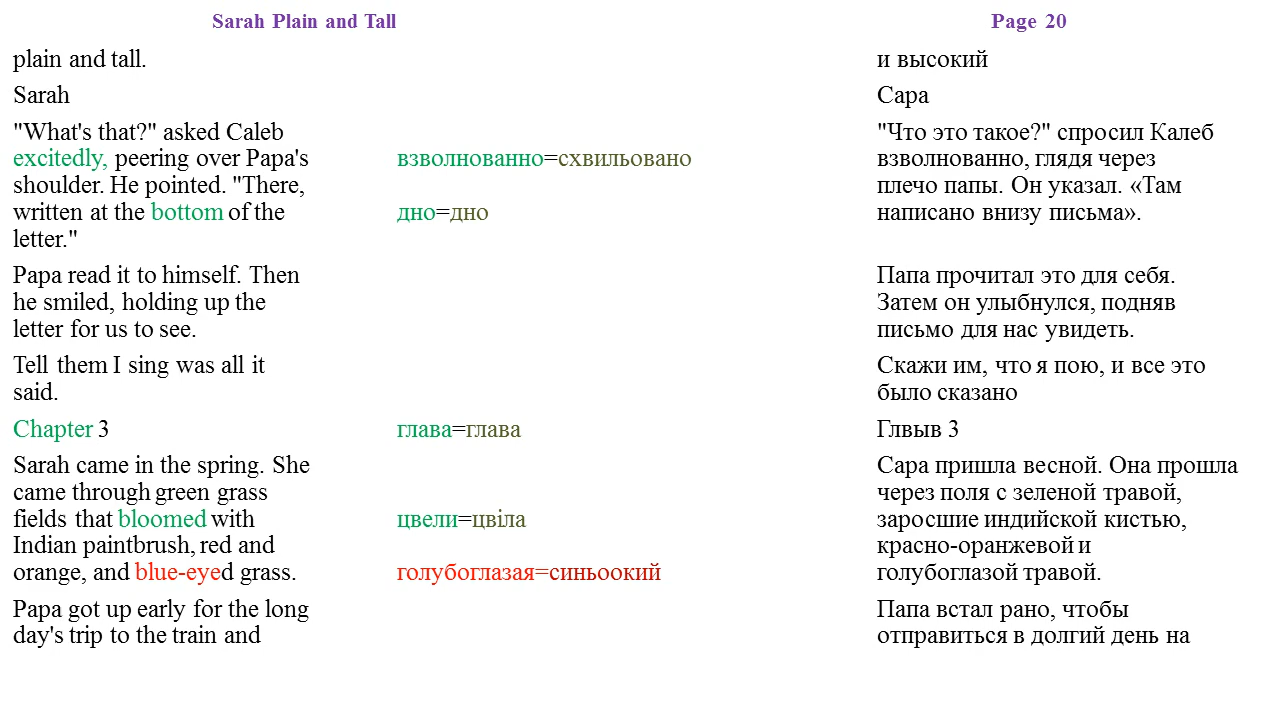 Sarah Plain and Tall
Page 20
plain and tall.
и высокий
Sarah
Сара
"What's that?" asked Caleb
excitedly, peering over Papa's
shoulder. He pointed. "There,
written at the bottom of the
letter."
взволнованно=схвильовано
дно=дно
"Что это такое?" спросил Калеб
взволнованно, глядя через
плечо папы. Он указал. «Там
написано внизу письма».
Papa read it to himself. Then
he smiled, holding up the
letter for us to see.
Папа прочитал это для себя.
Затем он улыбнулся, подняв
письмо для нас увидеть.
Tell them I sing was all it
said.
Скажи им, что я пою, и все это
было сказано
Chapter 3
глава=глава
Глвыв 3
Sarah came in the spring. She
came through green grass
fields that bloomed with
Indian paintbrush, red and
orange, and blue-eyed grass.
цвели=цвіла
голубоглазая=синьоокий
Сара пришла весной. Она прошла
через поля с зеленой травой,
заросшие индийской кистью,
красно-оранжевой и
голубоглазой травой.
Papa got up early for the long
day's trip to the train and
Папа встал рано, чтобы
отправиться в долгий день на